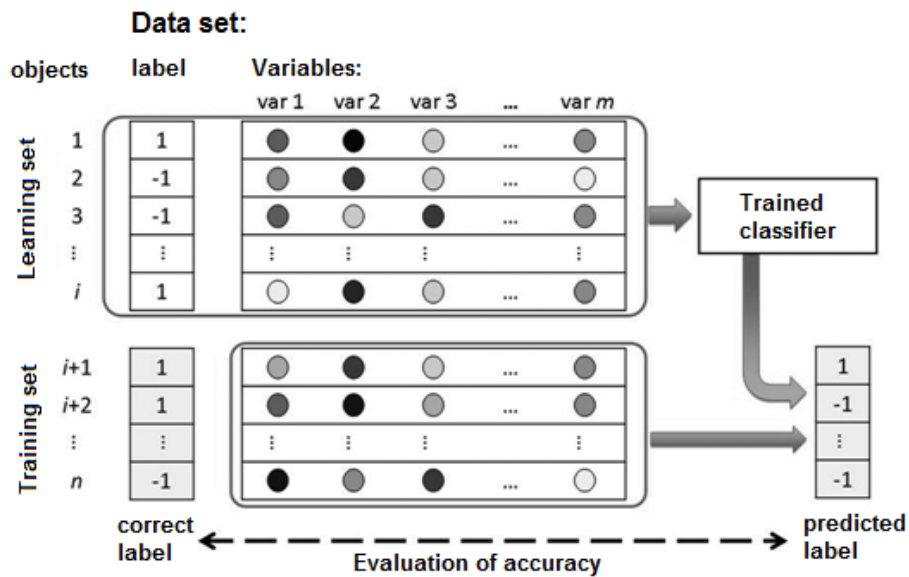 Data set:
objects label Variables:
var 1 var 2 var 3 ... var m
Learning set
1 1 ...
2 -1 ...
3 -1 ...
⋮ ⋮ ⋮ ⋮ ⋮ ⋮
i 1 ...
Trained
classifier
Training set
i+1 1 ... 1
i+2 1 ... -1
⋮ ⋮ ⋮ ⋮ ⋮ ⋮ ⋮
n -1 ... -1
correct
label
Evaluation of accuracy
predicted
label